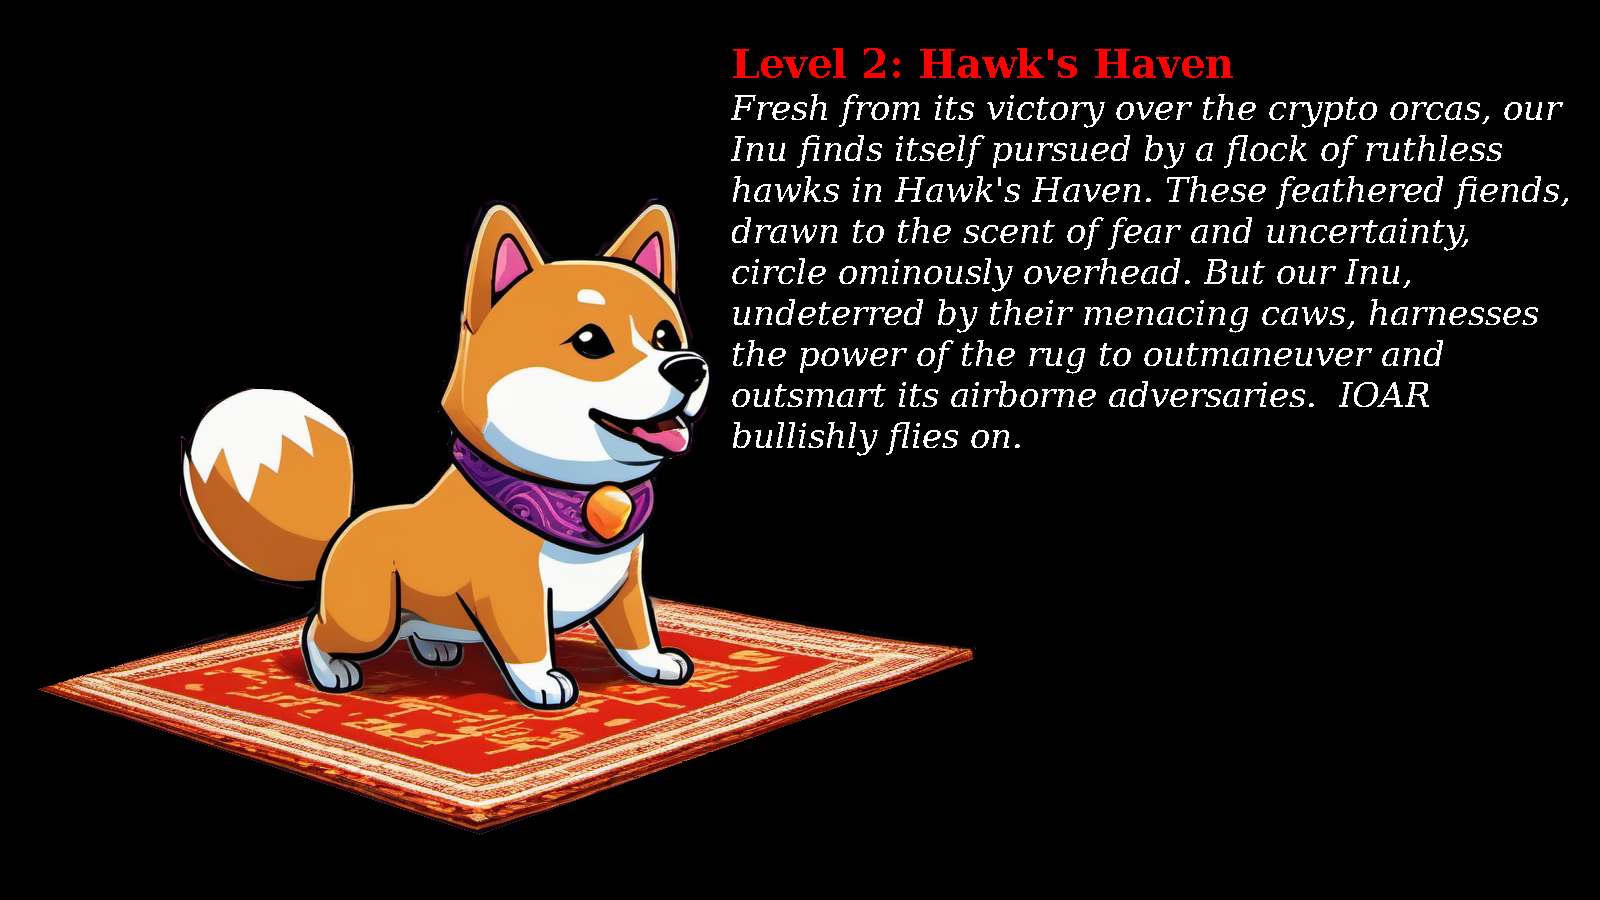 Level 2: Hawk's Haven
Fresh from its victory over the crypto orcas, our
Inu finds itself pursued by a flock of ruthless
hawks in Hawk's Haven. These feathered fiends,
drawn to the scent of fear and uncertainty,
circle ominously overhead. But our Inu,
undeterred by their menacing caws, harnesses
the power of the rug to outmaneuver and
outsmart its airborne adversaries.  IOAR
bullishly flies on.